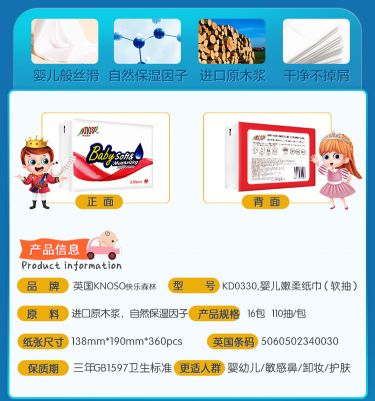 婴儿般丝滑 自然保湿因子 进口原木浆 干净不掉屑
KNOSO
Baby Sons
Moisturizing
正面
背面
产品信息
Product information
品牌 英国KNOSO快乐森林 型号 KD0330,婴儿嫩柔纸巾(软抽)
原料 进口原木浆，自然保湿因子 产品规格 16包 110抽/包
纸张尺寸 138mm*190mm*360pcs 英国条码 5060502340030
保质期 三年GB1597卫生标准 更适人群 婴幼儿/敏感鼻/卸妆/护肤